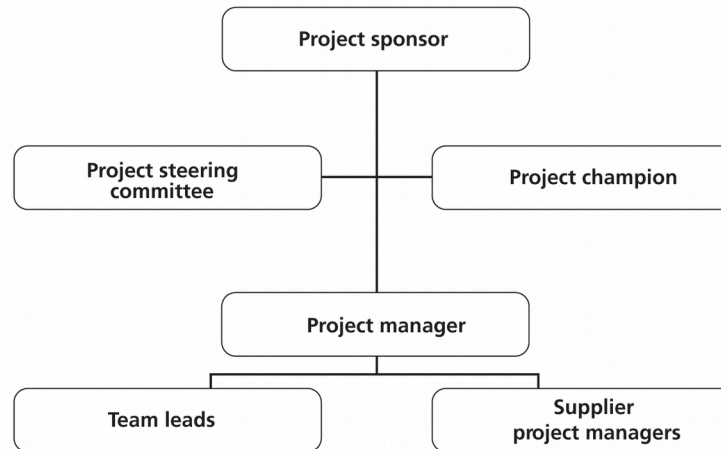 Project sponsor
Project steering
committee
Project champion
Project manager
Team leads
Supplier
project managers